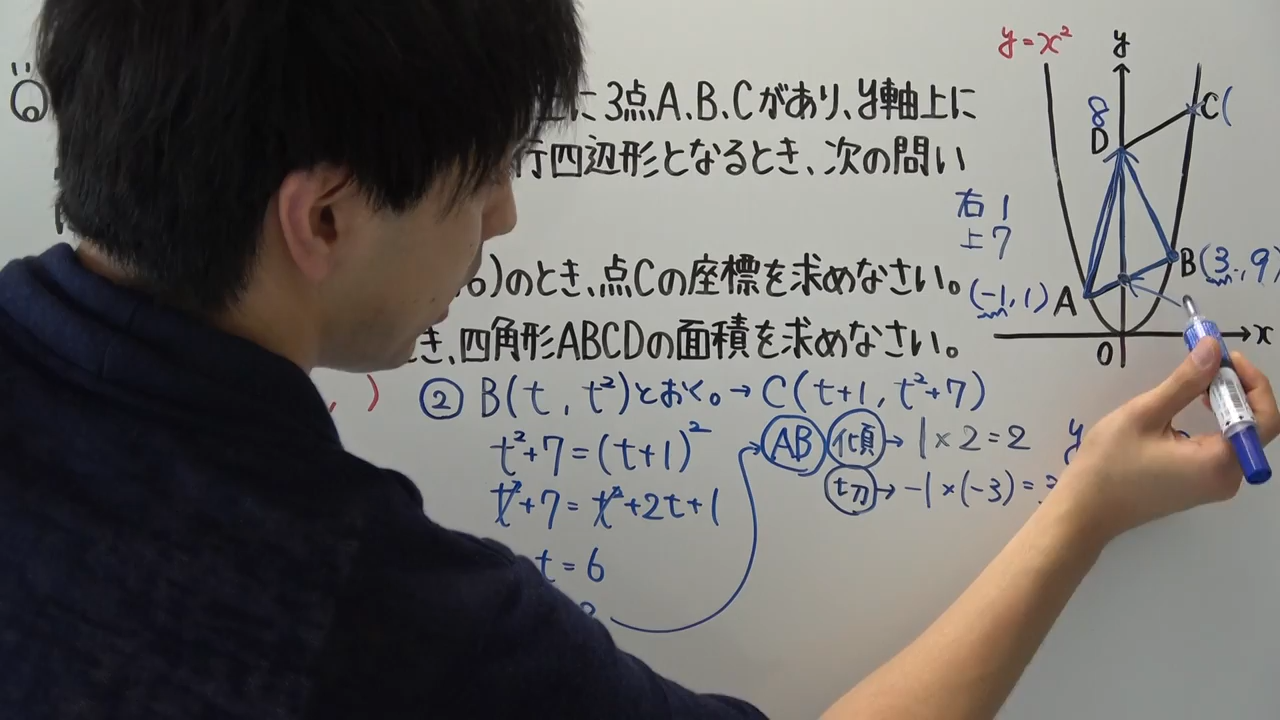 に3点A、B、Cがあり、y軸上に
行四辺形となるとき、次の問い
)のとき、点Cの座標を求めなさい。
き、四角形ABCDの面積を求めなさい。
, )
② B(t, t²)とおく。→ C(t+1, t²+7)
t²+7=(t+1)²
t²+7=t²+2t+1
t=6
AB 傾→ 1×2=2
切→ -1×(-3)=
y
y=x²
y
8
D
C(
右1
上7
B(3, 9)
(-1, 1) A
O
x